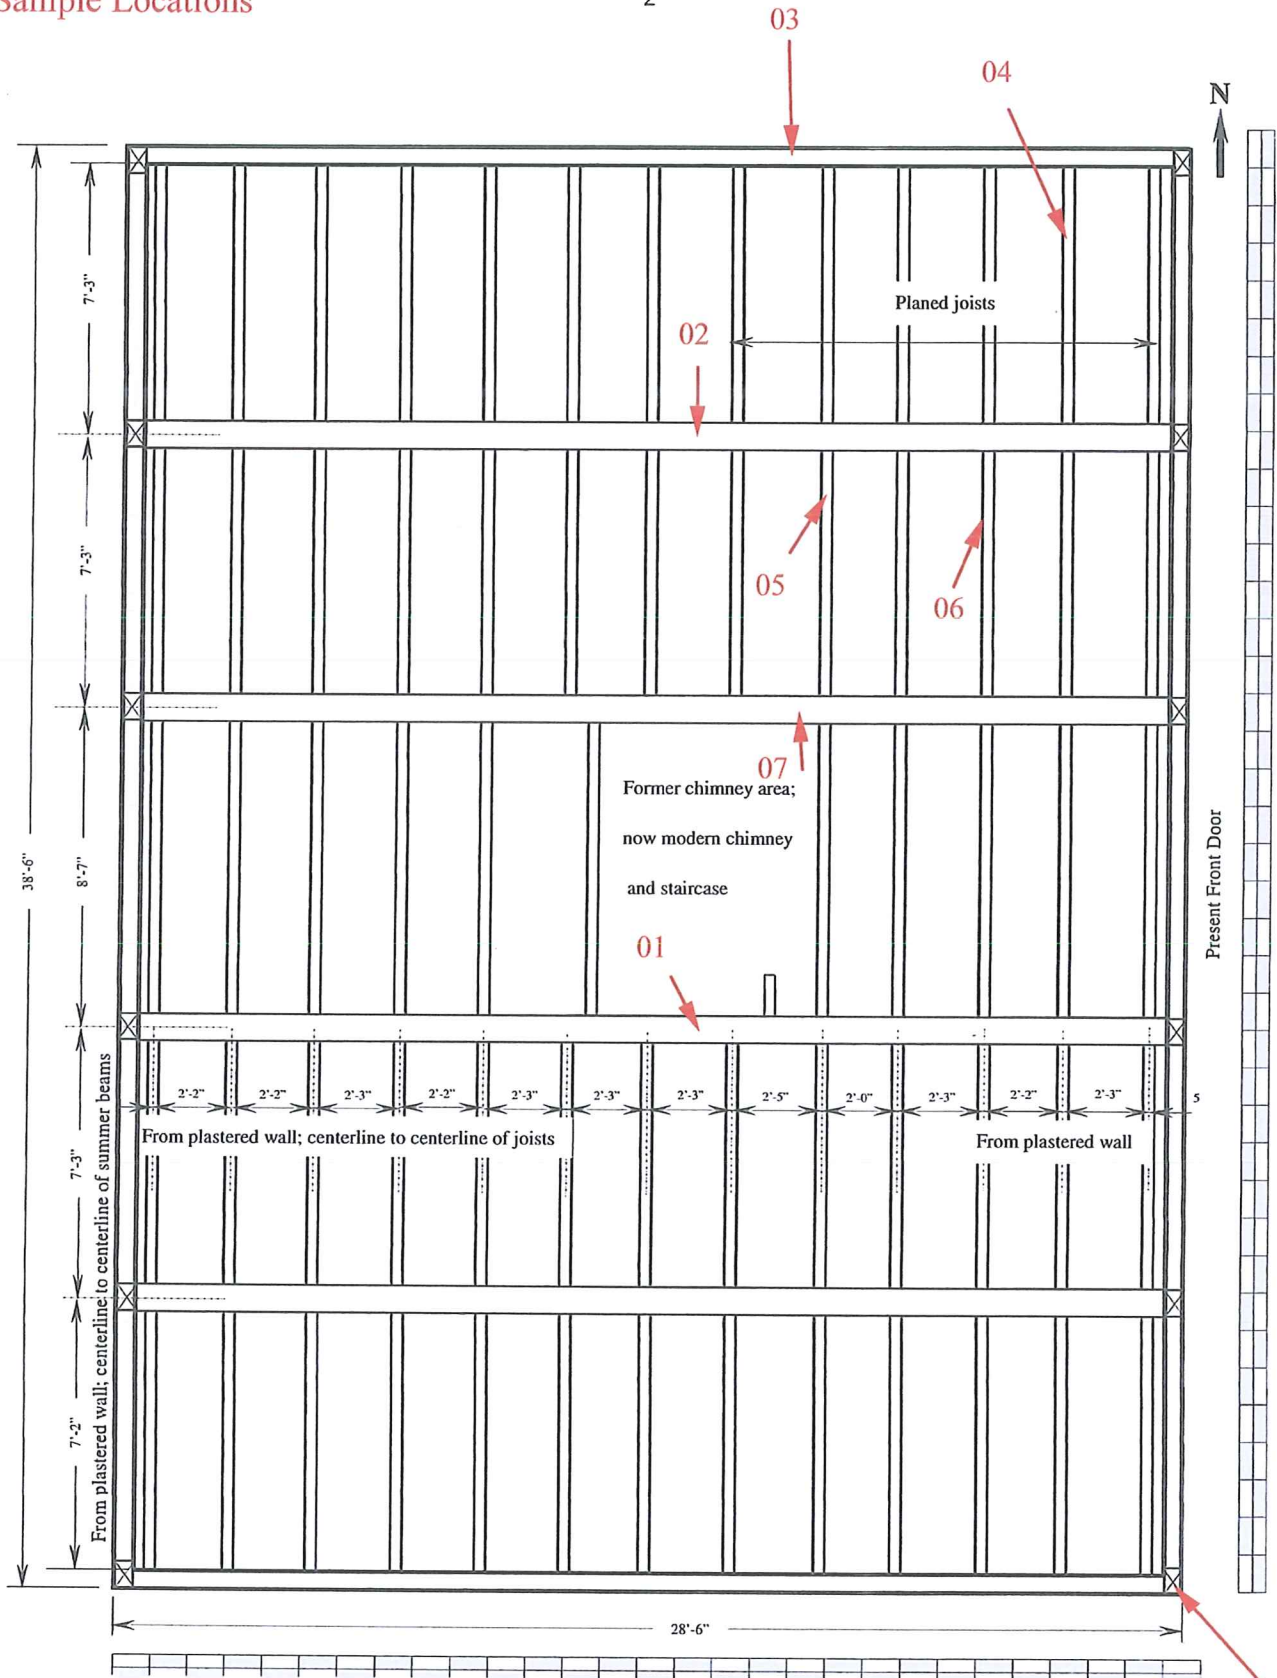 Sample Locations
2
03
04
N
7'-3"
Planed joists
02
7'-3"
05
06
07
Former chimney area;
now modern chimney
and staircase
38'-6"
8'-7"
Present Front Door
01
2'-2" 2'-2" 2'-3" 2'-2" 2'-3" 2'-3" 2'-3" 2'-5" 2'-0" 2'-3" 2'-2" 2'-3" 5
From plastered wall; centerline to centerline of joists
From plastered wall
7'-3"
From plastered wall; centerline to centerline of summer beams
7'-2"
28'-6"